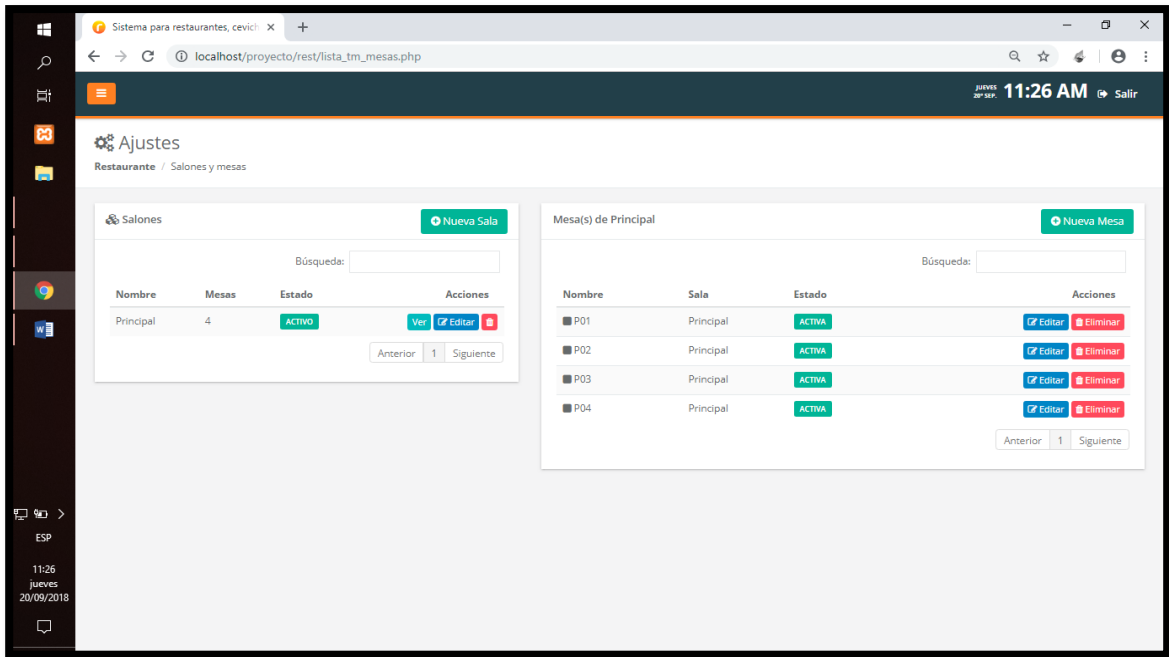 Sistema para restaurantes, cevich
localhost/proyecto/rest/lista_tm_mesas.php
JUEVES
20º SEP.
11:26 AM
Salir
Ajustes
Restaurante / Salones y mesas
Salones
Nueva Sala
Búsqueda:
Nombre Mesas Estado Acciones
Principal 4 ACTIVO Ver Editar
Anterior 1 Siguiente
Mesa(s) de Principal
Nueva Mesa
Búsqueda:
Nombre Sala Estado Acciones
P01 Principal ACTIVA Editar Eliminar
P02 Principal ACTIVA Editar Eliminar
P03 Principal ACTIVA Editar Eliminar
P04 Principal ACTIVA Editar Eliminar
Anterior 1 Siguiente
ESP
11:26
jueves
20/09/2018